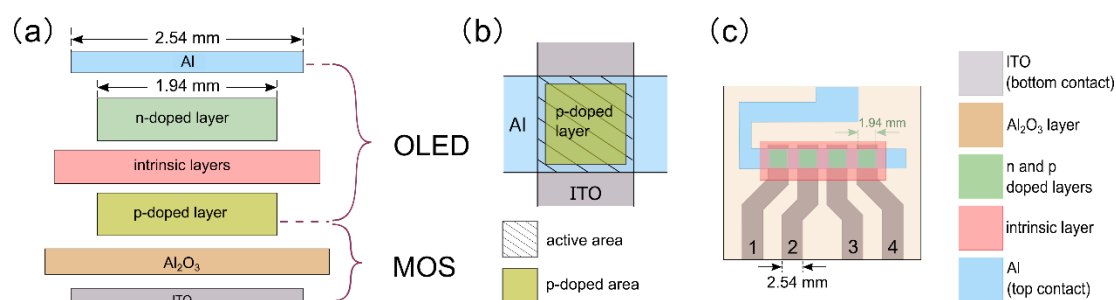 (a)
2.54 mm
Al
1.94 mm
n-doped layer
intrinsic layers
p-doped layer
Al₂O₃
ITO
OLED
MOS
(b)
Al
p-doped
layer
ITO
active area
p-doped area
(c)
1.94 mm
1 2 3 4
2.54 mm
ITO
(bottom contact)
Al₂O₃ layer
n and p
doped layers
intrinsic layer
Al
(top contact)